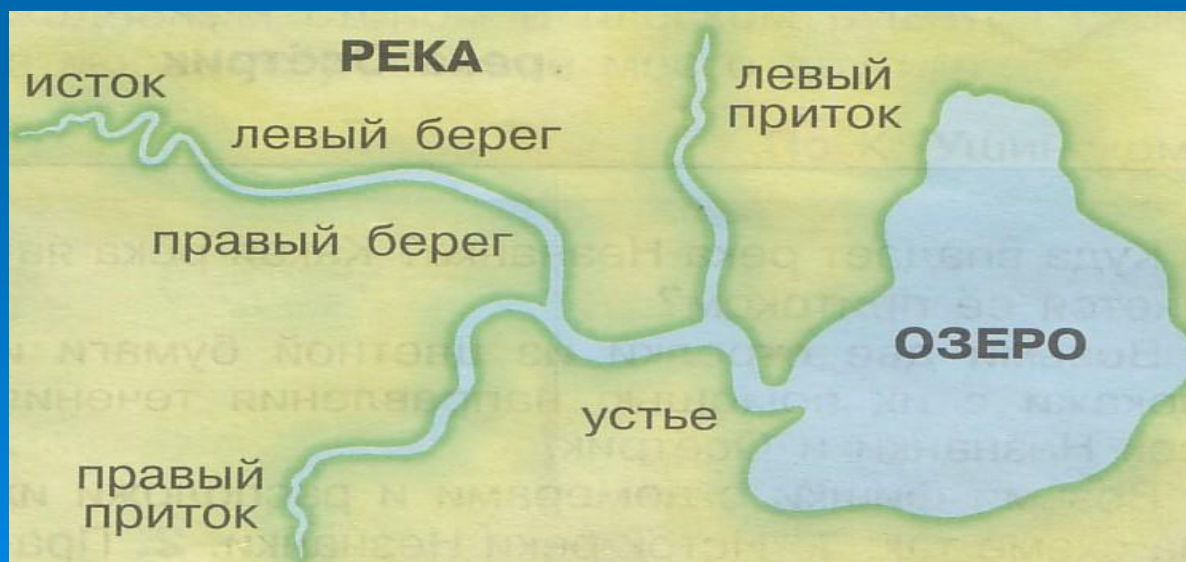 РЕКА
исток
левый берег
левый
приток
правый берег
ОЗЕРО
устье
правый
приток